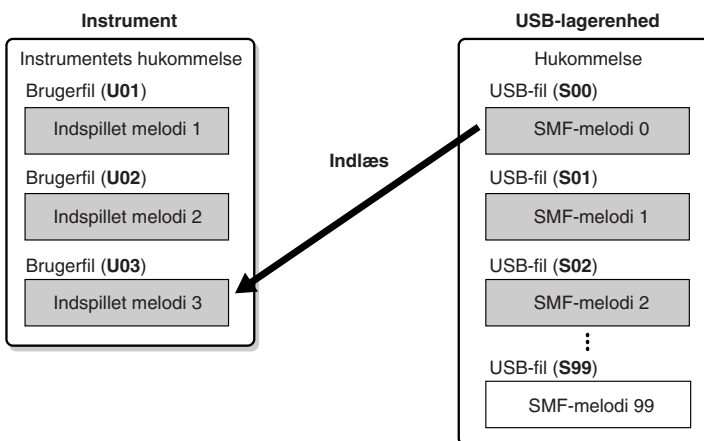 Instrument
Instrumentets hukommelse
Brugerfil (U01)
Indspillet melodi 1
Brugerfil (U02)
Indspillet melodi 2
Brugerfil (U03)
Indspillet melodi 3
Indlæs
USB-lagerenhed
Hukommelse
USB-fil (S00)
SMF-melodi 0
USB-fil (S01)
SMF-melodi 1
USB-fil (S02)
SMF-melodi 2
USB-fil (S99)
SMF-melodi 99